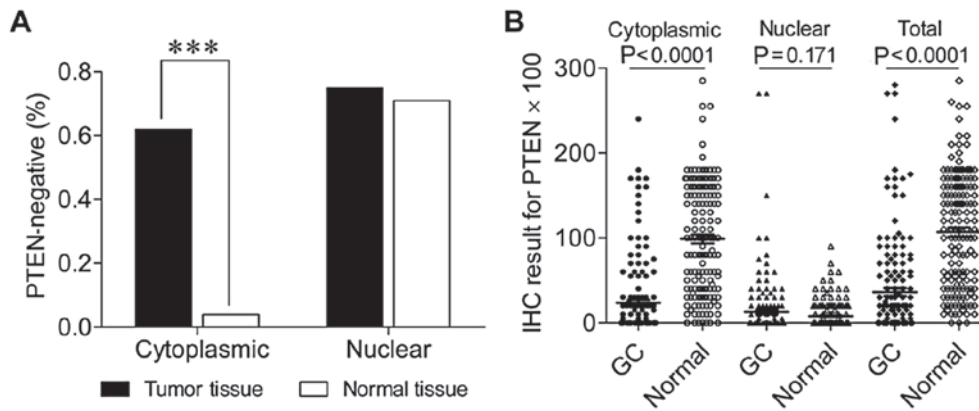 A
***
PTEN-negative (%)
0.8
0.6
0.4
0.2
0.0
Cytoplasmic Nuclear
Tumor tissue Normal tissue
B
Cytoplasmic Nuclear Total
P<0.0001 P=0.171 P<0.0001
IHC result for PTEN × 100
300
200
100
0
GC Normal GC Normal GC Normal